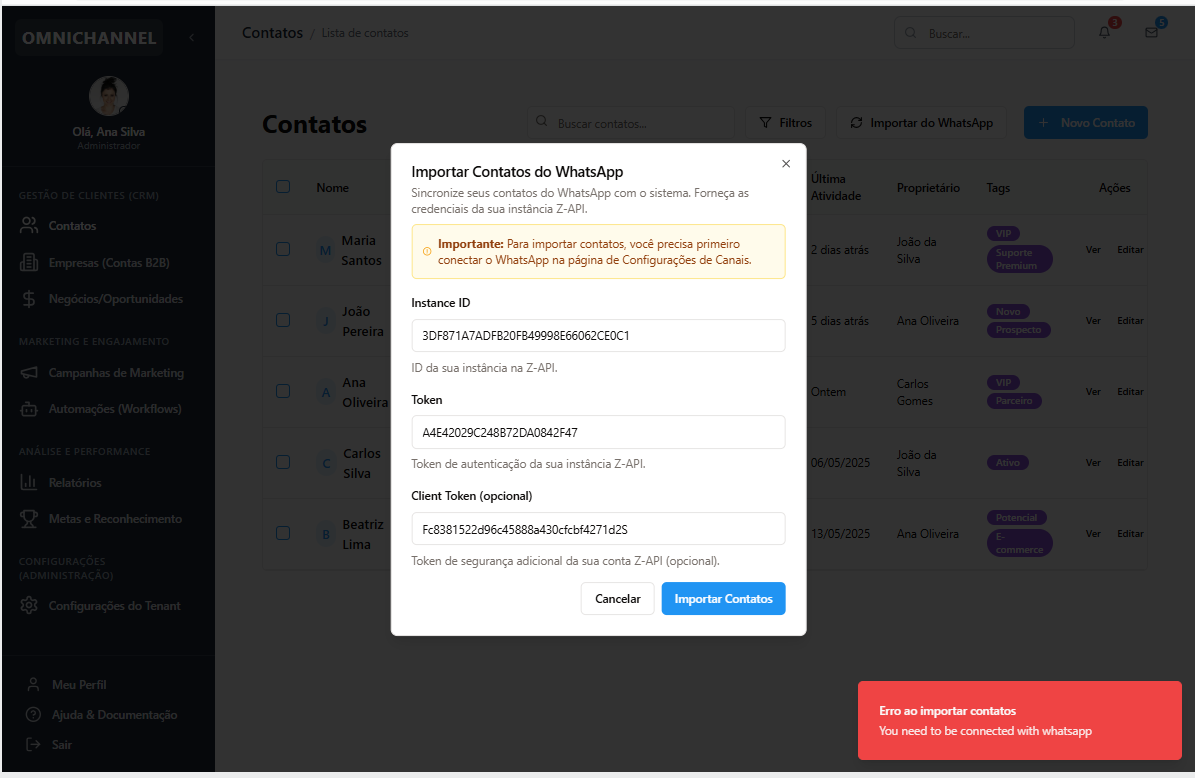 OMNICHANNEL
Olá, Ana Silva
Administrador
GESTÃO DE CLIENTES (CRM)
Contatos
Empresas (Contas B2B)
Negócios/Oportunidades
MARKETING E ENGAJAMENTO
Campanhas de Marketing
Automações (Workflows)
ANÁLISE E PERFORMANCE
Relatórios
Metas e Reconhecimento
CONFIGURAÇÕES
(ADMINISTRAÇÃO)
Configurações do Tenant
Meu Perfil
Ajuda & Documentação
Sair
Contatos / Lista de contatos
Buscar...
3
5
Contatos
Buscar contatos...
Filtros
Importar do WhatsApp
+ Novo Contato
Nome
Última
Atividade
Proprietário
Tags
Ações
M
Maria
Santos
2 dias atrás
João da
Silva
VIP
Suporte
Premium
Ver
Editar
J
João
Pereira
5 dias atrás
Ana Oliveira
Novo
Prospecto
Ver
Editar
A
Ana
Oliveira
Ontem
Carlos
Gomes
VIP
Parceiro
Ver
Editar
C
Carlos
Silva
06/05/2025
João da
Silva
Ativo
Ver
Editar
B
Beatriz
Lima
13/05/2025
Ana Oliveira
Potencial
E-
commerce
Ver
Editar
Importar Contatos do WhatsApp
Sincronize seus contatos do WhatsApp com o sistema. Forneça as
credenciais da sua instância Z-API.
Importante: Para importar contatos, você precisa primeiro
conectar o WhatsApp na página de Configurações de Canais.
Instance ID
3DF871A7ADFB20FB49998E66062CE0C1
ID da sua instância na Z-API.
Token
A4E42029C248B72DA0842F47
Token de autenticação da sua instância Z-API.
Client Token (opcional)
Fc8381522d96c45888a430cfcbf4271d2S
Token de segurança adicional da sua conta Z-API (opcional).
Cancelar
Importar Contatos
Erro ao importar contatos
You need to be connected with whatsapp